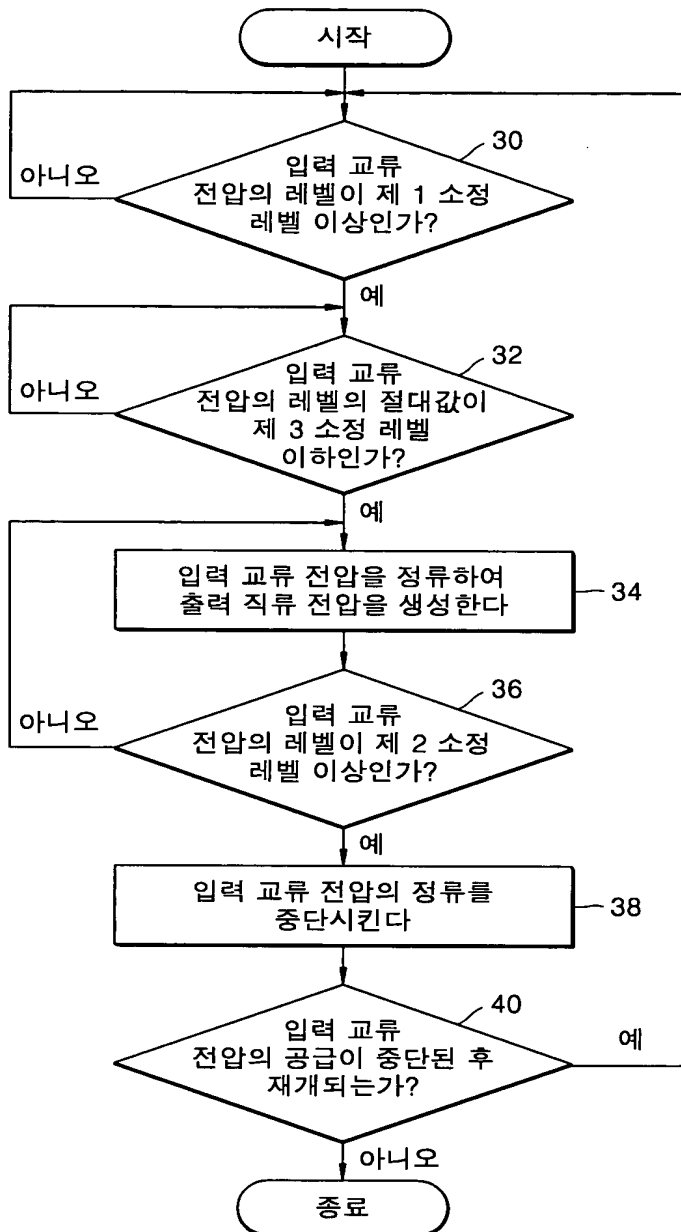 시작
30
입력 교류
전압의 레벨이 제 1 소정
레벨 이상인가?
아니오
예
32
입력 교류
전압의 레벨의 절대값이
제 3 소정 레벨
이하인가?
아니오
예
입력 교류 전압을 정류하여
출력 직류 전압을 생성한다
34
36
입력 교류
전압의 레벨이 제 2 소정
레벨 이상인가?
아니오
예
입력 교류 전압의 정류를
중단시킨다
38
40
입력 교류
전압의 공급이 중단된 후
재개되는가?
예
아니오
종료